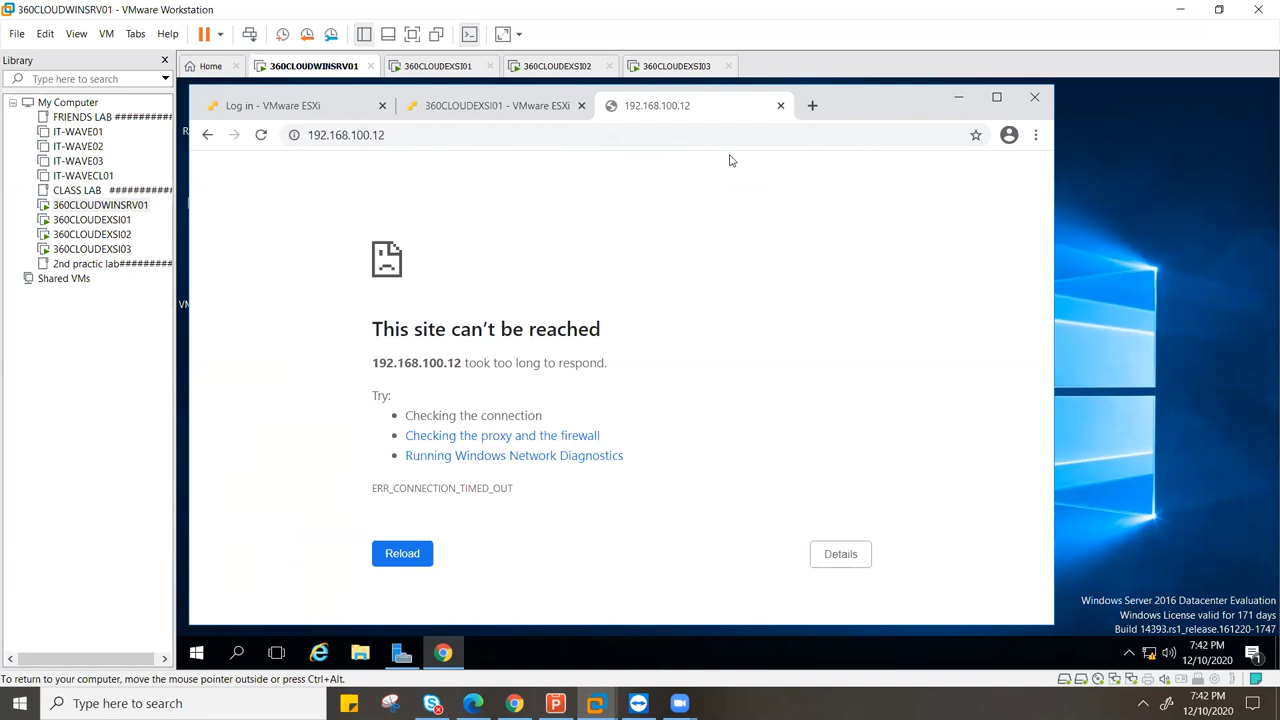 360CLOUDWINSRV01 - VMware Workstation
File Edit View VM Tabs Help
Library
Type here to search
My Computer
FRIENDS LAB ########
IT-WAVE01
IT-WAVE02
IT-WAVE03
IT-WAVECL01
CLASS LAB ########
360CLOUDWINSRV01
360CLOUDEXSI01
360CLOUDEXSI02
360CLOUDEXSI03
2nd practic lab########
Shared VMs
Home
360CLOUDWINSRV01
360CLOUDEXSI01
360CLOUDEXSI02
360CLOUDEXSI03
Log in - VMware ESXi
360CLOUDEXSI01 - VMware ESXi
192.168.100.12
192.168.100.12
This site can't be reached
192.168.100.12 took too long to respond.
Try:
Checking the connection
Checking the proxy and the firewall
Running Windows Network Diagnostics
ERR_CONNECTION_TIMED_OUT
Reload
Details
R
VM
Windows Server 2016 Datacenter Evaluation
Windows License valid for 171 days
Build 14393.rs1_release.161220-1747
7:42 PM
12/10/2020
1
To return to your computer, move the mouse pointer outside or press Ctrl+Alt.
Type here to search
7:42 PM
12/10/2020